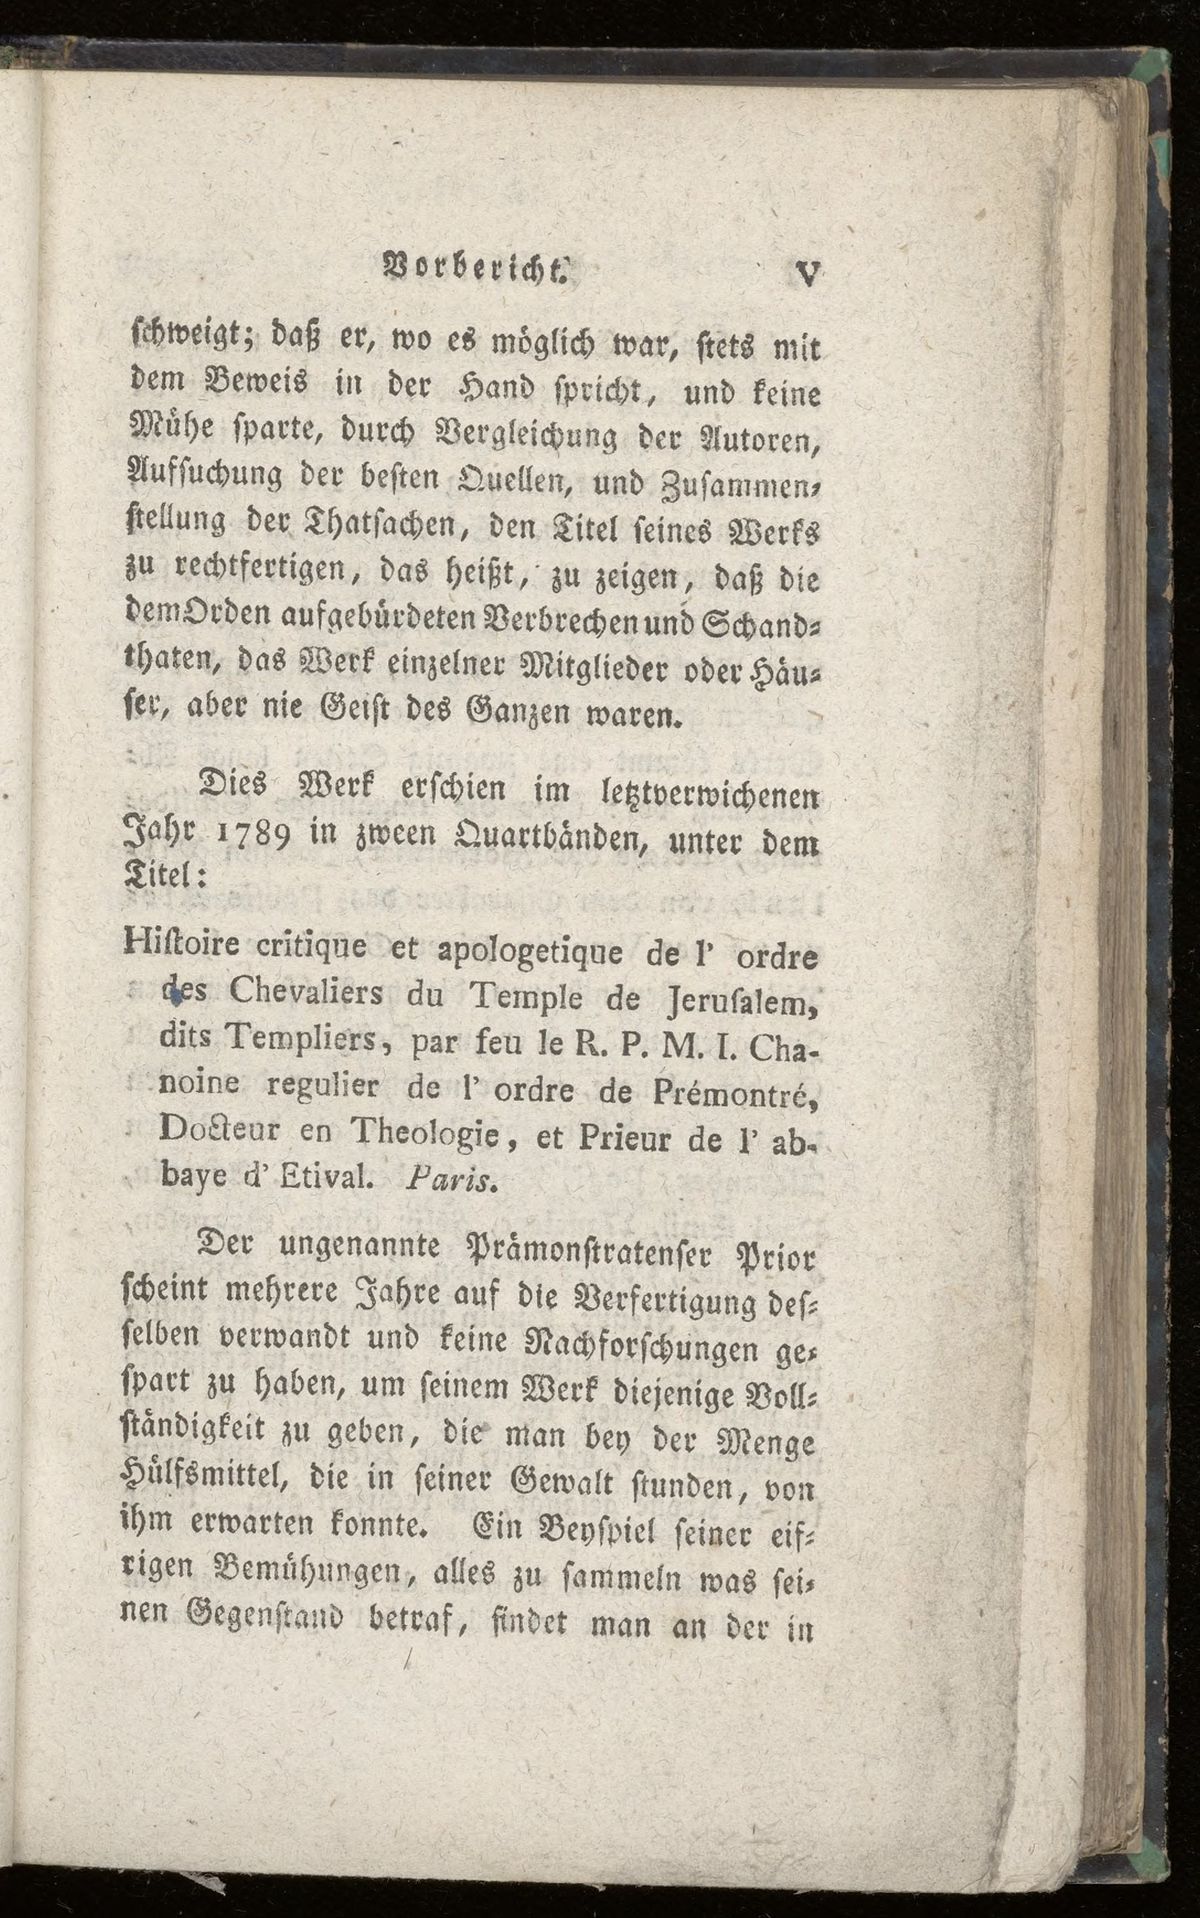 Vorbericht. V
schweigt; daß er, wo es möglich war, stets mit
dem Beweis in der Hand spricht, und keine
Mühe sparte, durch Vergleichung der Autoren,
Aufsuchung der besten Quellen, und Zusammen-
stellung der Thatsachen, den Titel seines Werks
zu rechtfertigen, das heißt, zu zeigen, daß die
dem Orden aufgebürdeten Verbrechen und Schand-
thaten, das Werk einzelner Mitglieder oder Häu-
ser, aber nie Geist des Ganzen waren.
Dies Werk erschien im letztverwichenen
Jahr 1789 in zween Quartbänden, unter dem
Titel:
Histoire critique et apologetique de l' ordre
des Chevaliers du Temple de Jerusalem,
dits Templiers, par feu le R. P. M. I. Cha-
noine regulier de l' ordre de Prémontré,
Docteur en Theologie, et Prieur de l' ab-
baye d' Etival. Paris.
Der ungenannte Prämonstratenser Prior
scheint mehrere Jahre auf die Verfertigung des-
selben verwandt und keine Nachforschungen ge-
spart zu haben, um seinem Werk diejenige Voll-
ständigkeit zu geben, die man bey der Menge
Hülfsmittel, die in seiner Gewalt stunden, von
ihm erwarten konnte. Ein Beyspiel seiner eif-
rigen Bemühungen, alles zu sammeln was sei-
nen Gegenstand betraf, findet man an der in